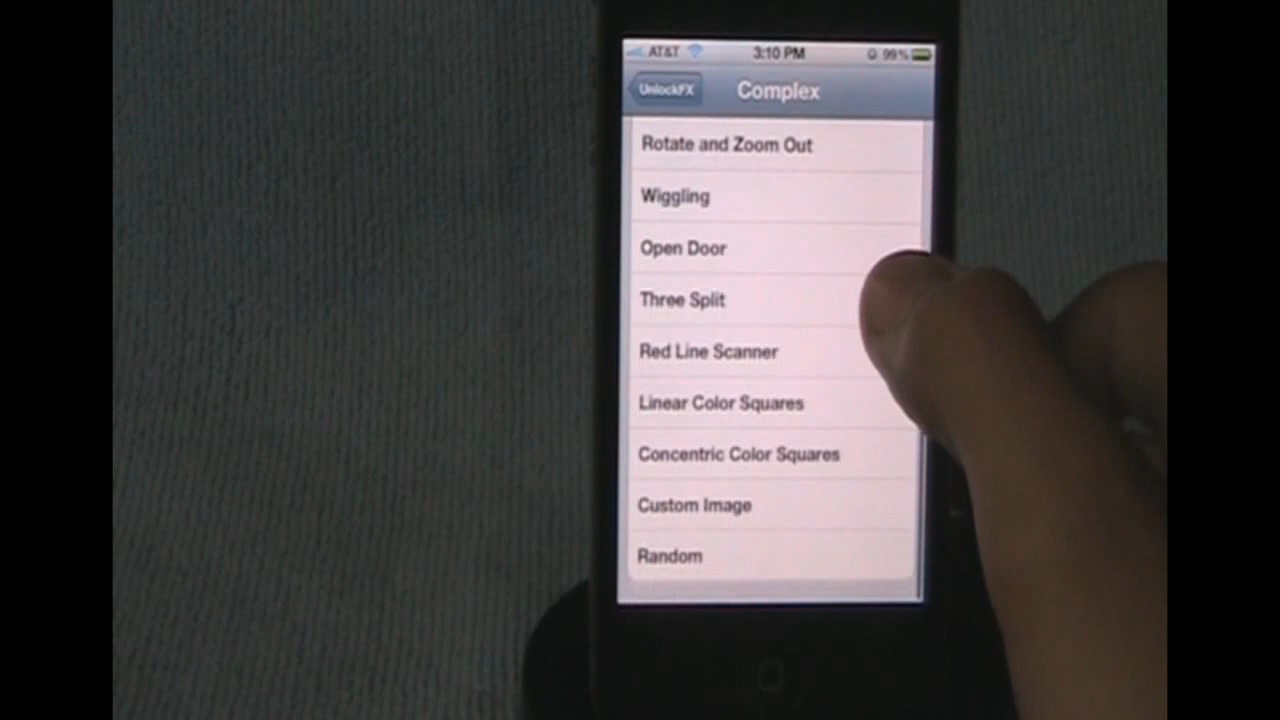 AT&T 3:10 PM 99%
UnlockFX Complex
Rotate and Zoom Out
Wiggling
Open Door
Three Split
Red Line Scanner
Linear Color Squares
Concentric Color Squares
Custom Image
Random